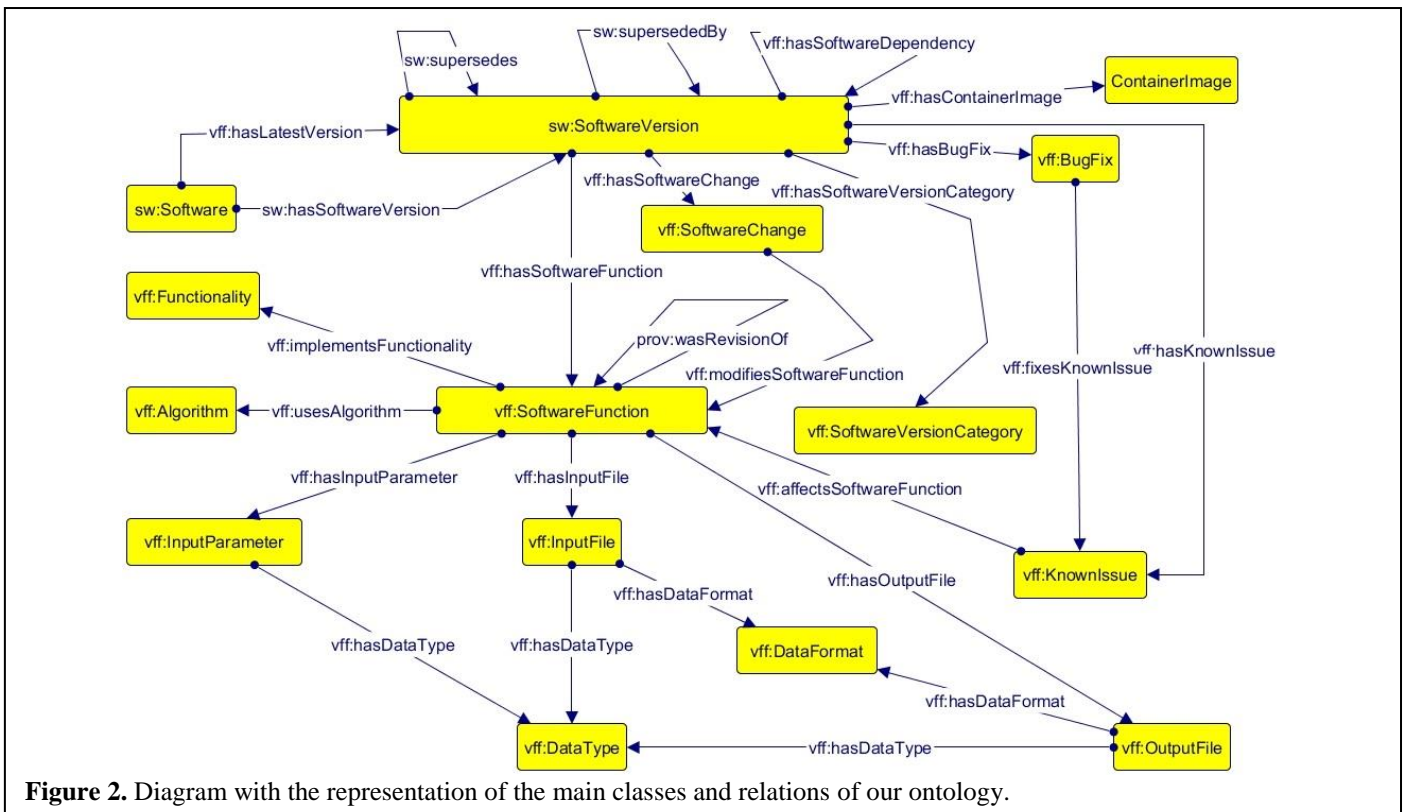 sw:supersededBy
vff:hasSoftwareDependency
sw:supersedes
ContainerImage
vff:hasContainerImage
sw:SoftwareVersion
vff:hasLatestVersion
vff:hasBugFix
vff:BugFix
vff:hasSoftwareChange
vff:hasSoftwareVersionCategory
sw:Software
sw:hasSoftwareVersion
vff:SoftwareChange
vff:hasSoftwareFunction
vff:Functionality
prov:wasRevisionOf
vff:implementsFunctionality
vff:hasKnownIssue
vff:fixesKnownIssue
vff:modifiesSoftwareFunction
vff:Algorithm
vff:usesAlgorithm
vff:SoftwareFunction
vff:SoftwareVersionCategory
vff:hasInputParameter
vff:hasInputFile
vff:affectsSoftwareFunction
vff:InputParameter
vff:InputFile
vff:KnownIssue
vff:hasOutputFile
vff:hasDataFormat
vff:hasDataType
vff:hasDataType
vff:DataFormat
vff:hasDataFormat
vff:DataType
vff:hasDataType
vff:OutputFile
Figure 2. Diagram with the representation of the main classes and relations of our ontology.